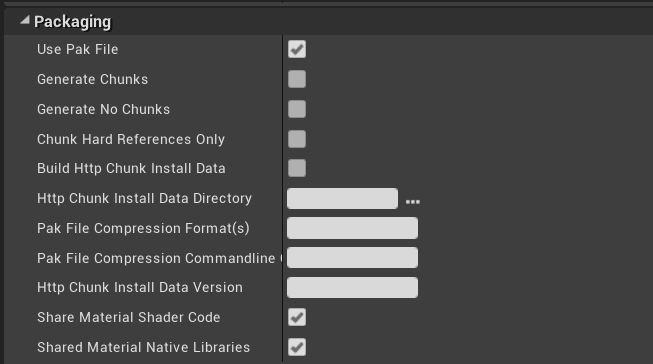 Packaging
Use Pak File
Generate Chunks
Generate No Chunks
Chunk Hard References Only
Build Http Chunk Install Data
Http Chunk Install Data Directory ...
Pak File Compression Format(s)
Pak File Compression Commandline
Http Chunk Install Data Version
Share Material Shader Code
Shared Material Native Libraries